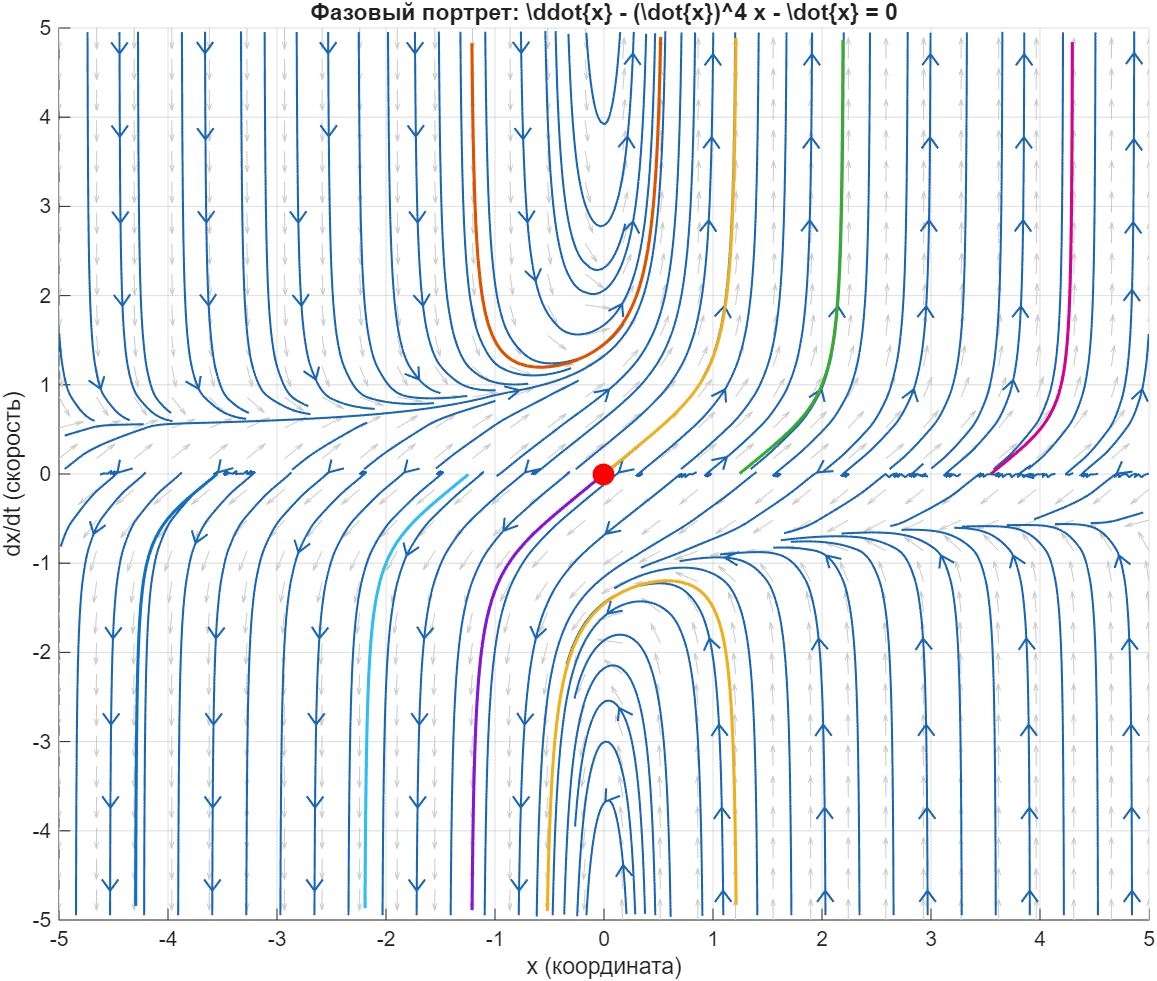 Фазовый портрет: \ddot{x} - (\dot{x})^4 x - \dot{x} = 0
5
4
3
2
1
0
-1
-2
-3
-4
-5
dx/dt (скорость)
-5 -4 -3 -2 -1 0 1 2 3 4 5
x (координата)